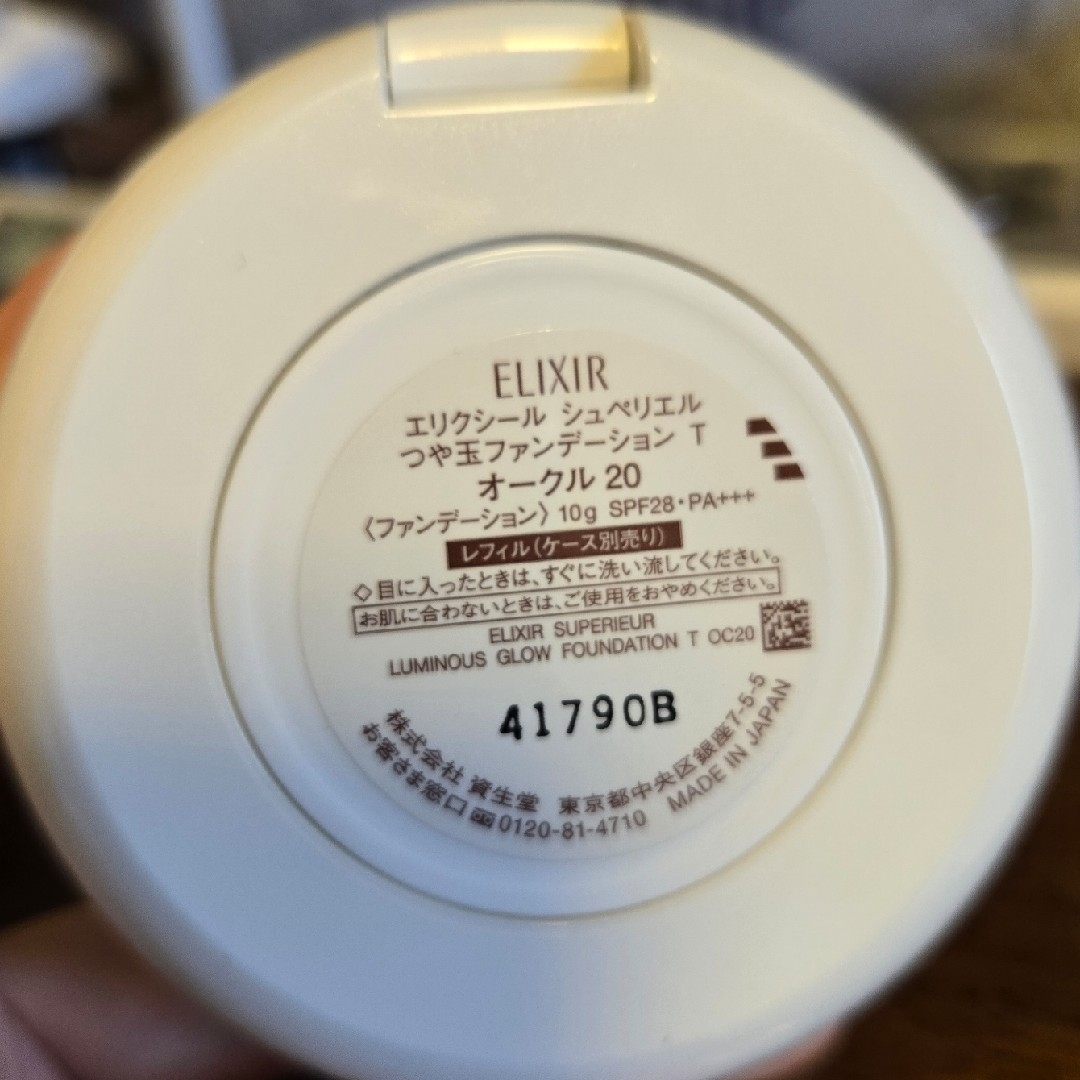 ELIXIR
エリクシール シュペリエル
つや玉ファンデーション T
オークル 20
〈ファンデーション〉 10g SPF28・PA+++
レフィル(ケース別売り)
◇目に入ったときは、すぐに洗い流してください。
お肌に合わないときは、ご使用をおやめください。
ELIXIR SUPERIEUR
LUMINOUS GLOW FOUNDATION T OC20
41790B
株式会社 資生堂 東京都中央区銀座7-5-5
お客さま窓口 0120-81-4710 MADE IN JAPAN